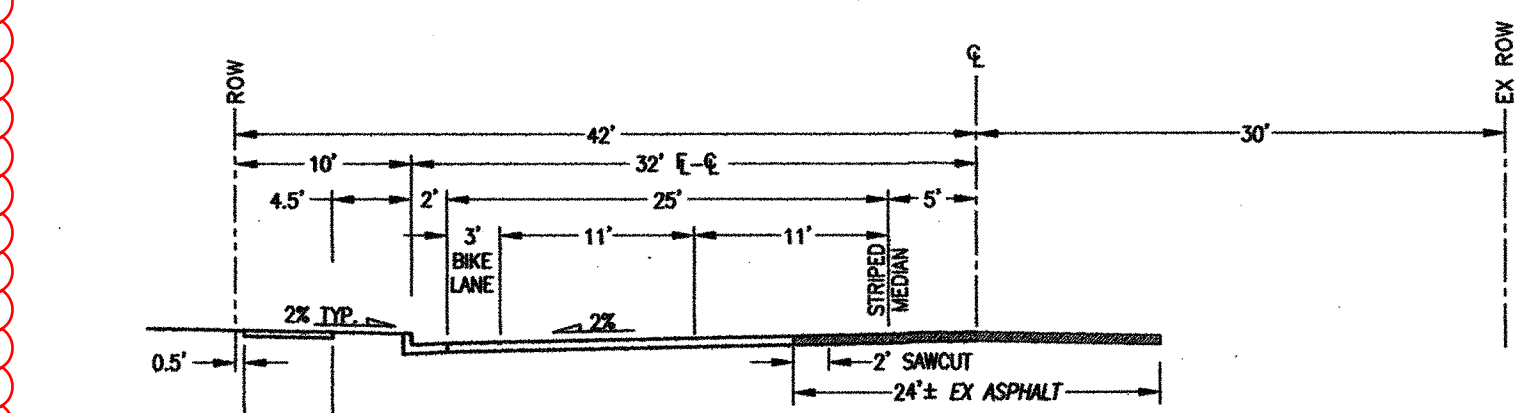 ROW
℄
EX ROW
42'
30'
10'
32' FL-℄
4.5'
2'
25'
5'
3'
BIKE
LANE
11'
11'
STRIPED
MEDIAN
2% TYP.
2%
0.5'
2' SAWCUT
24'± EX ASPHALT